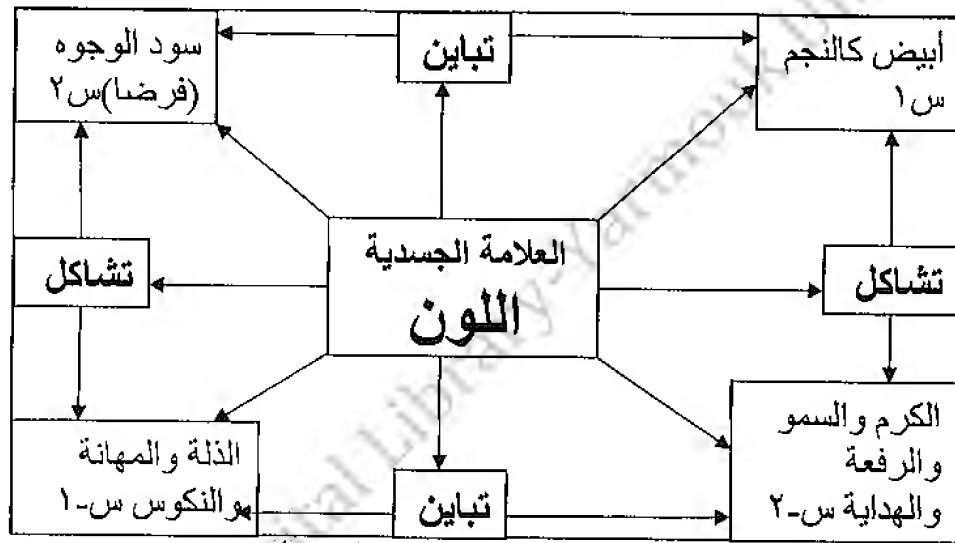 أبيض كالنجم
س١
تباين
سود الوجوه
(فرضا)س٢
العلامة الجسدية
اللون
تشاكل
تشاكل
الكرم والسمو
والرفعة
والهداية س-٢
تباين
الذلة والمهانة
والنكوس س-١